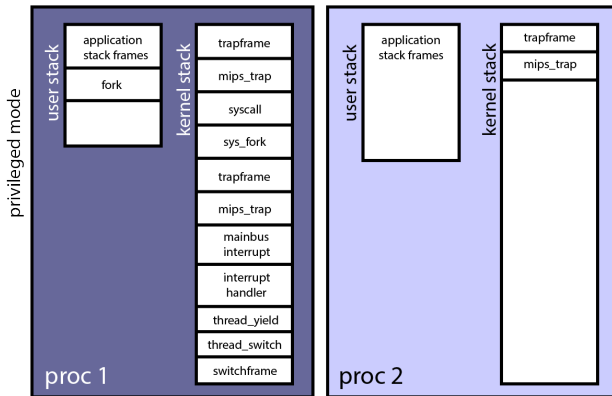 privileged mode
user stack
application
stack frames
fork
kernel stack
trapframe
mips_trap
syscall
sys_fork
trapframe
mips_trap
mainbus
interrupt
interrupt
handler
thread_yield
thread_switch
switchframe
proc 1
user stack
application
stack frames
kernel stack
trapframe
mips_trap
proc 2